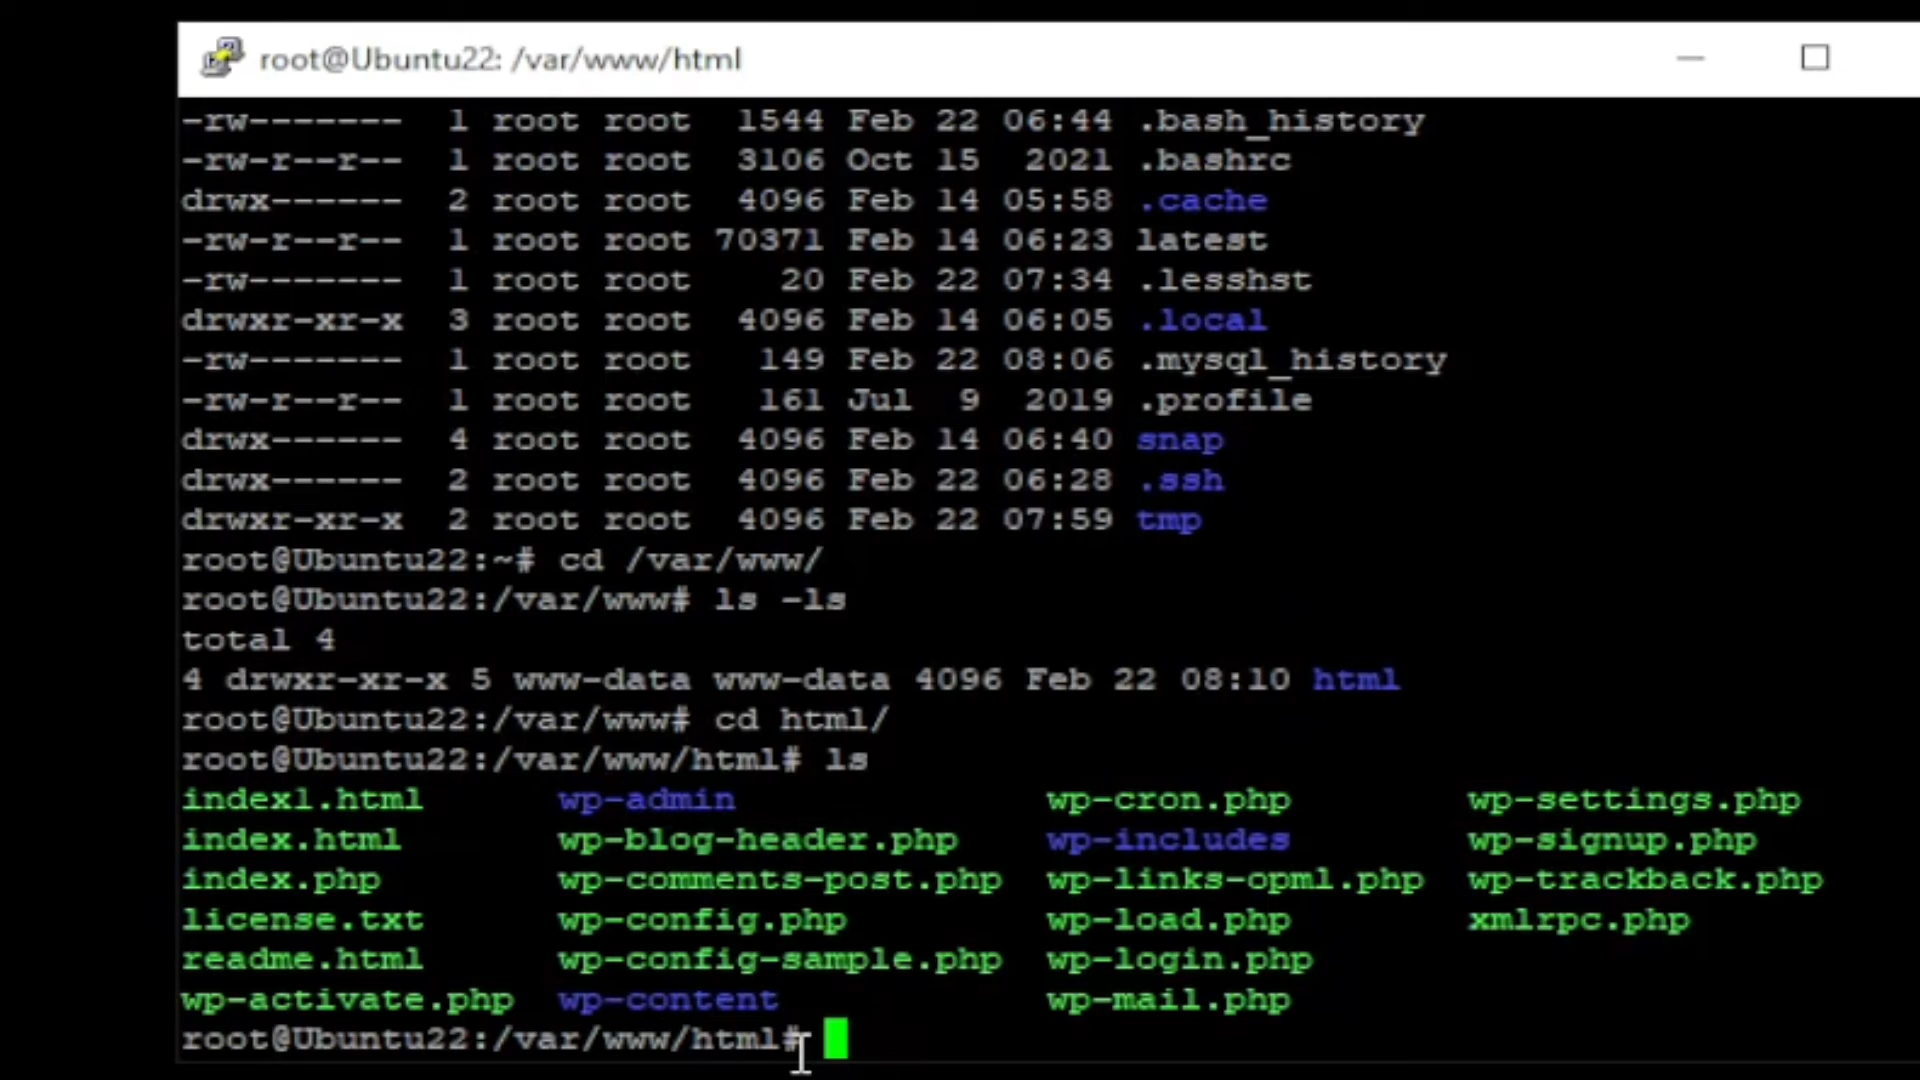 root@Ubuntu22: /var/www/html
-rw------- 1 root root 1544 Feb 22 06:44 .bash_history
-rw-r--r-- 1 root root 3106 Oct 15 2021 .bashrc
drwx------ 2 root root 4096 Feb 14 05:58 .cache
-rw-r--r-- 1 root root 70371 Feb 14 06:23 latest
-rw------- 1 root root 20 Feb 22 07:34 .lesshst
drwxr-xr-x 3 root root 4096 Feb 14 06:05 .local
-rw------- 1 root root 149 Feb 22 08:06 .mysql_history
-rw-r--r-- 1 root root 161 Jul 9 2019 .profile
drwx------ 4 root root 4096 Feb 14 06:40 snap
drwx------ 2 root root 4096 Feb 22 06:28 .ssh
drwxr-xr-x 2 root root 4096 Feb 22 07:59 tmp
root@Ubuntu22:~# cd /var/www/
root@Ubuntu22:/var/www# ls -ls
total 4
4 drwxr-xr-x 5 www-data www-data 4096 Feb 22 08:10 html
root@Ubuntu22:/var/www# cd html/
root@Ubuntu22:/var/www/html# ls
index1.html wp-admin wp-cron.php wp-settings.php
index.html wp-blog-header.php wp-includes wp-signup.php
index.php wp-comments-post.php wp-links-opml.php wp-trackback.php
license.txt wp-config.php wp-load.php xmlrpc.php
readme.html wp-config-sample.php wp-login.php
wp-activate.php wp-content wp-mail.php
root@Ubuntu22:/var/www/html#